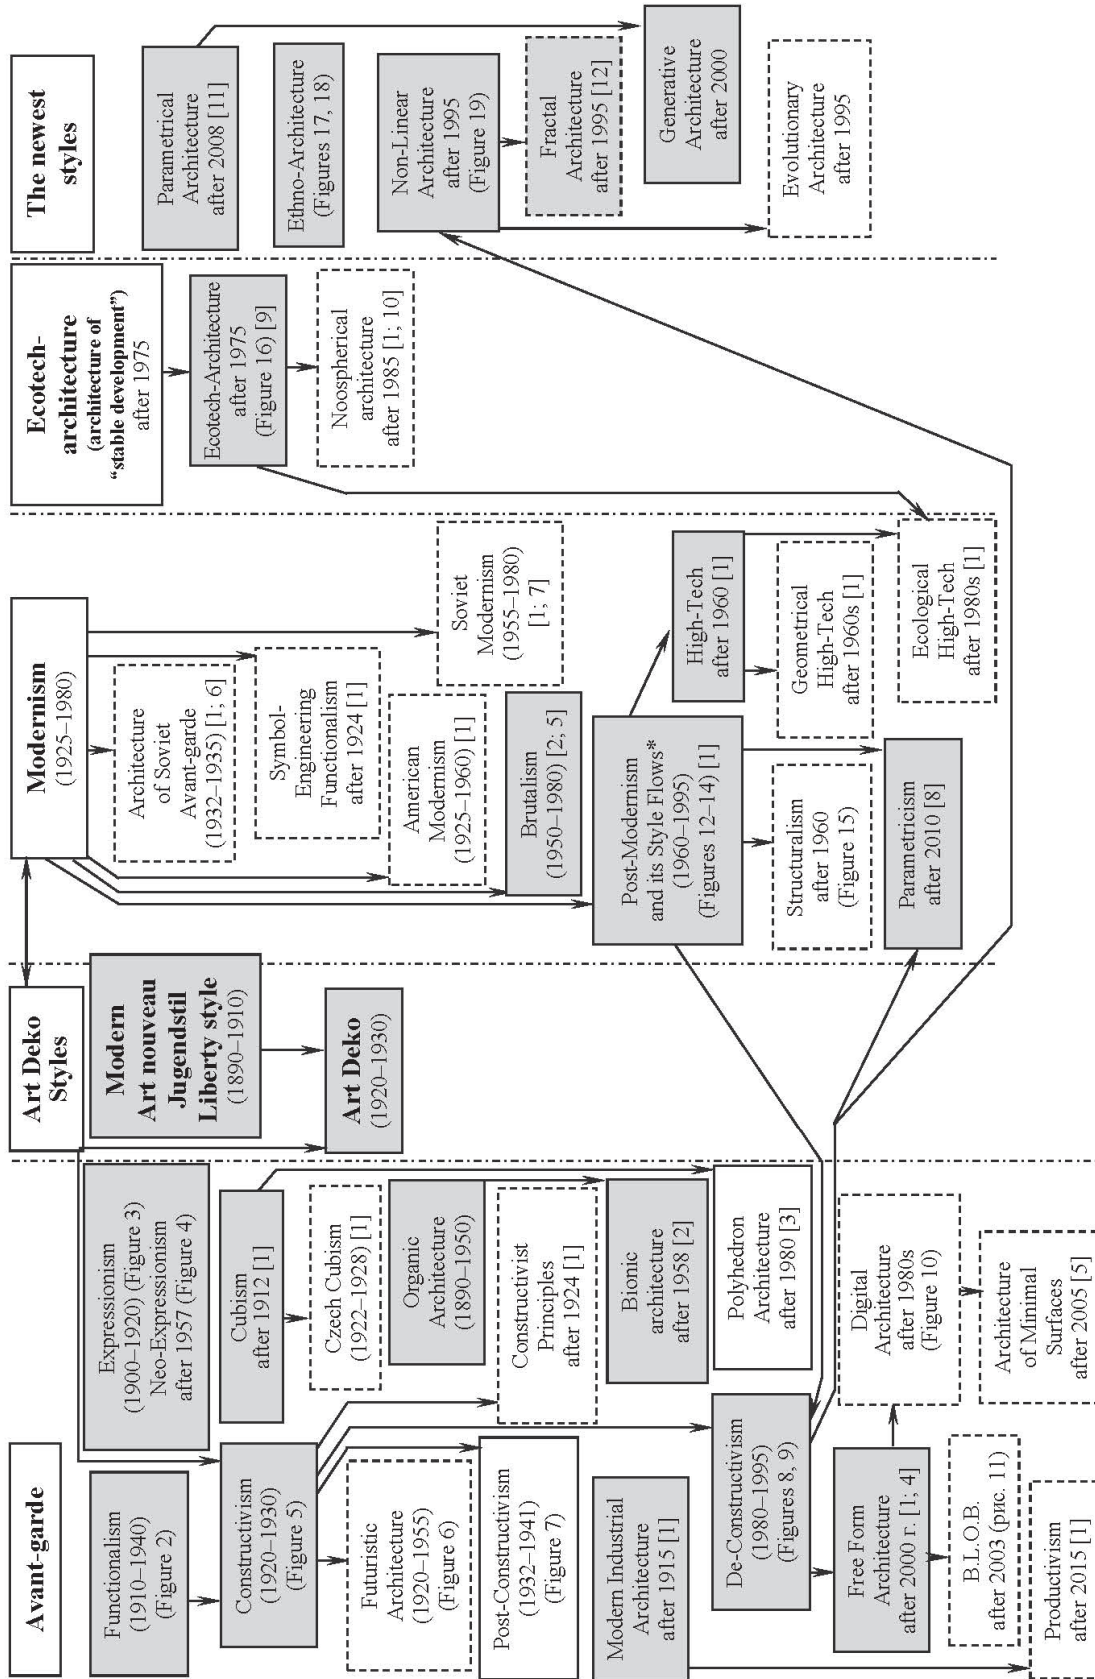 Avant-garde
Functionalism
(1910–1940)
(Figure 2)
Expressionism
(1900–1920) (Figure 3)
Neo-Expressionism
after 1957 (Figure 4)
Constructivism
(1920–1930)
(Figure 5)
Cubism
after 1912 [1]
Futuristic
Architecture
(1920–1955)
(Figure 6)
Czech Cubism
(1922–1928) [1]
Organic
Architecture
(1890–1950)
Post-Constructivism
(1932–1941)
(Figure 7)
Constructivist
Principles
after 1924 [1]
Modern Industrial
Architecture
after 1915 [1]
Bionic
architecture
after 1958 [2]
De-Constructivism
(1980–1995)
(Figures 8, 9)
Polyhedron
Architecture
after 1980 [3]
Free Form
Architecture
after 2000 г. [1; 4]
Digital
Architecture
after 1980s
(Figure 10)
B.L.O.B.
after 2003 (рис. 11)
Architecture
of Minimal
Surfaces
after 2005 [5]
Productivism
after 2015 [1]
Art Deko
Styles
Modern
Art nouveau
Jugendstil
Liberty style
(1890–1910)
Art Deko
(1920–1930)
Modernism
(1925–1980)
Architecture
of Soviet
Avant-garde
(1932–1935) [1; 6]
Symbol-
Engineering
Functionalism
after 1924 [1]
American
Modernism
(1925–1960) [1]
Soviet
Modernism
(1955–1980)
[1; 7]
Brutalism
(1950–1980) [2; 5]
Post-Modernism
and its Style Flows*
(1960–1995)
(Figures 12–14) [1]
High-Tech
after 1960 [1]
Structuralism
after 1960
(Figure 15)
Geometrical
High-Tech
after 1960s [1]
Parametricism
after 2010 [8]
Ecological
High-Tech
after 1980s [1]
Ecotech-
architecture
(architecture of
“stable development”)
after 1975
Ecotech-Architecture
after 1975
(Figure 16) [9]
Noospherical
architecture
after 1985 [1; 10]
The newest
styles
Parametrical
Architecture
after 2008 [11]
Ethno-Architecture
(Figures 17, 18)
Non-Linear
Architecture
after 1995
(Figure 19)
Fractal
Architecture
after 1995 [12]
Generative
Architecture
after 2000
Evolutionary
Architecture
after 1995